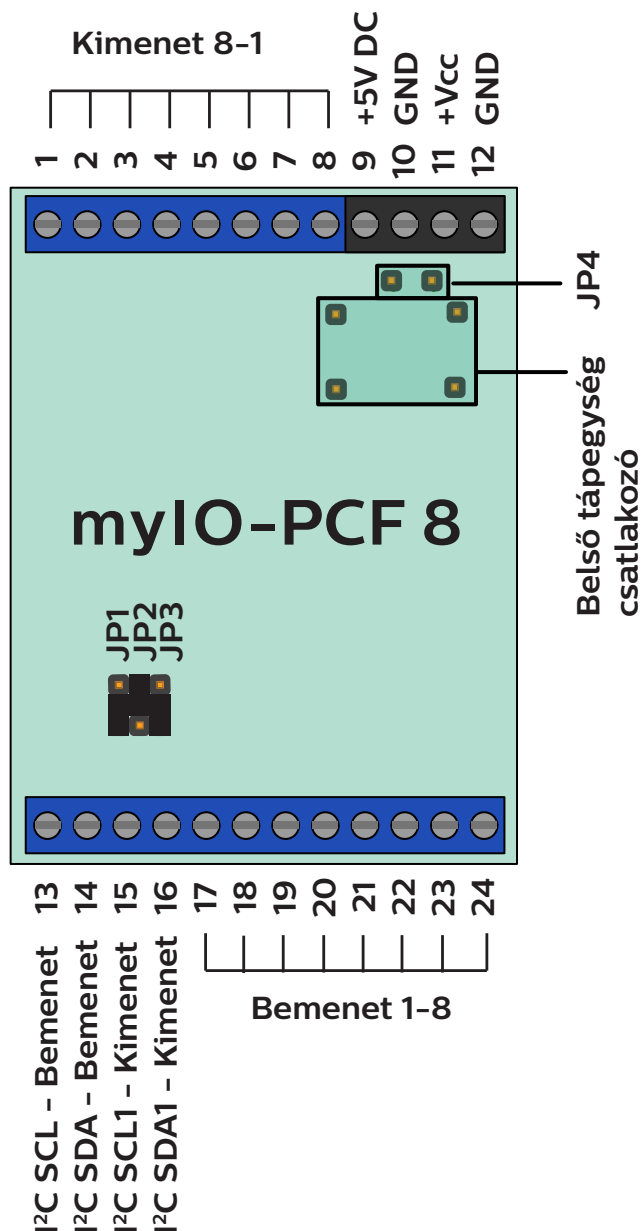 Kimenet 8-1
+5V DC
GND
+Vcc
GND
1
2
3
4
5
6
7
8
9
10
11
12
JP4
Belső tápegység
csatlakozó
myIO-PCF 8
JP1
JP2
JP3
13
14
15
16
17
18
19
20
21
22
23
24
I²C SCL - Bemenet
I²C SDA - Bemenet
I²C SCL1 - Kimenet
I²C SDA1 - Kimenet
Bemenet 1-8